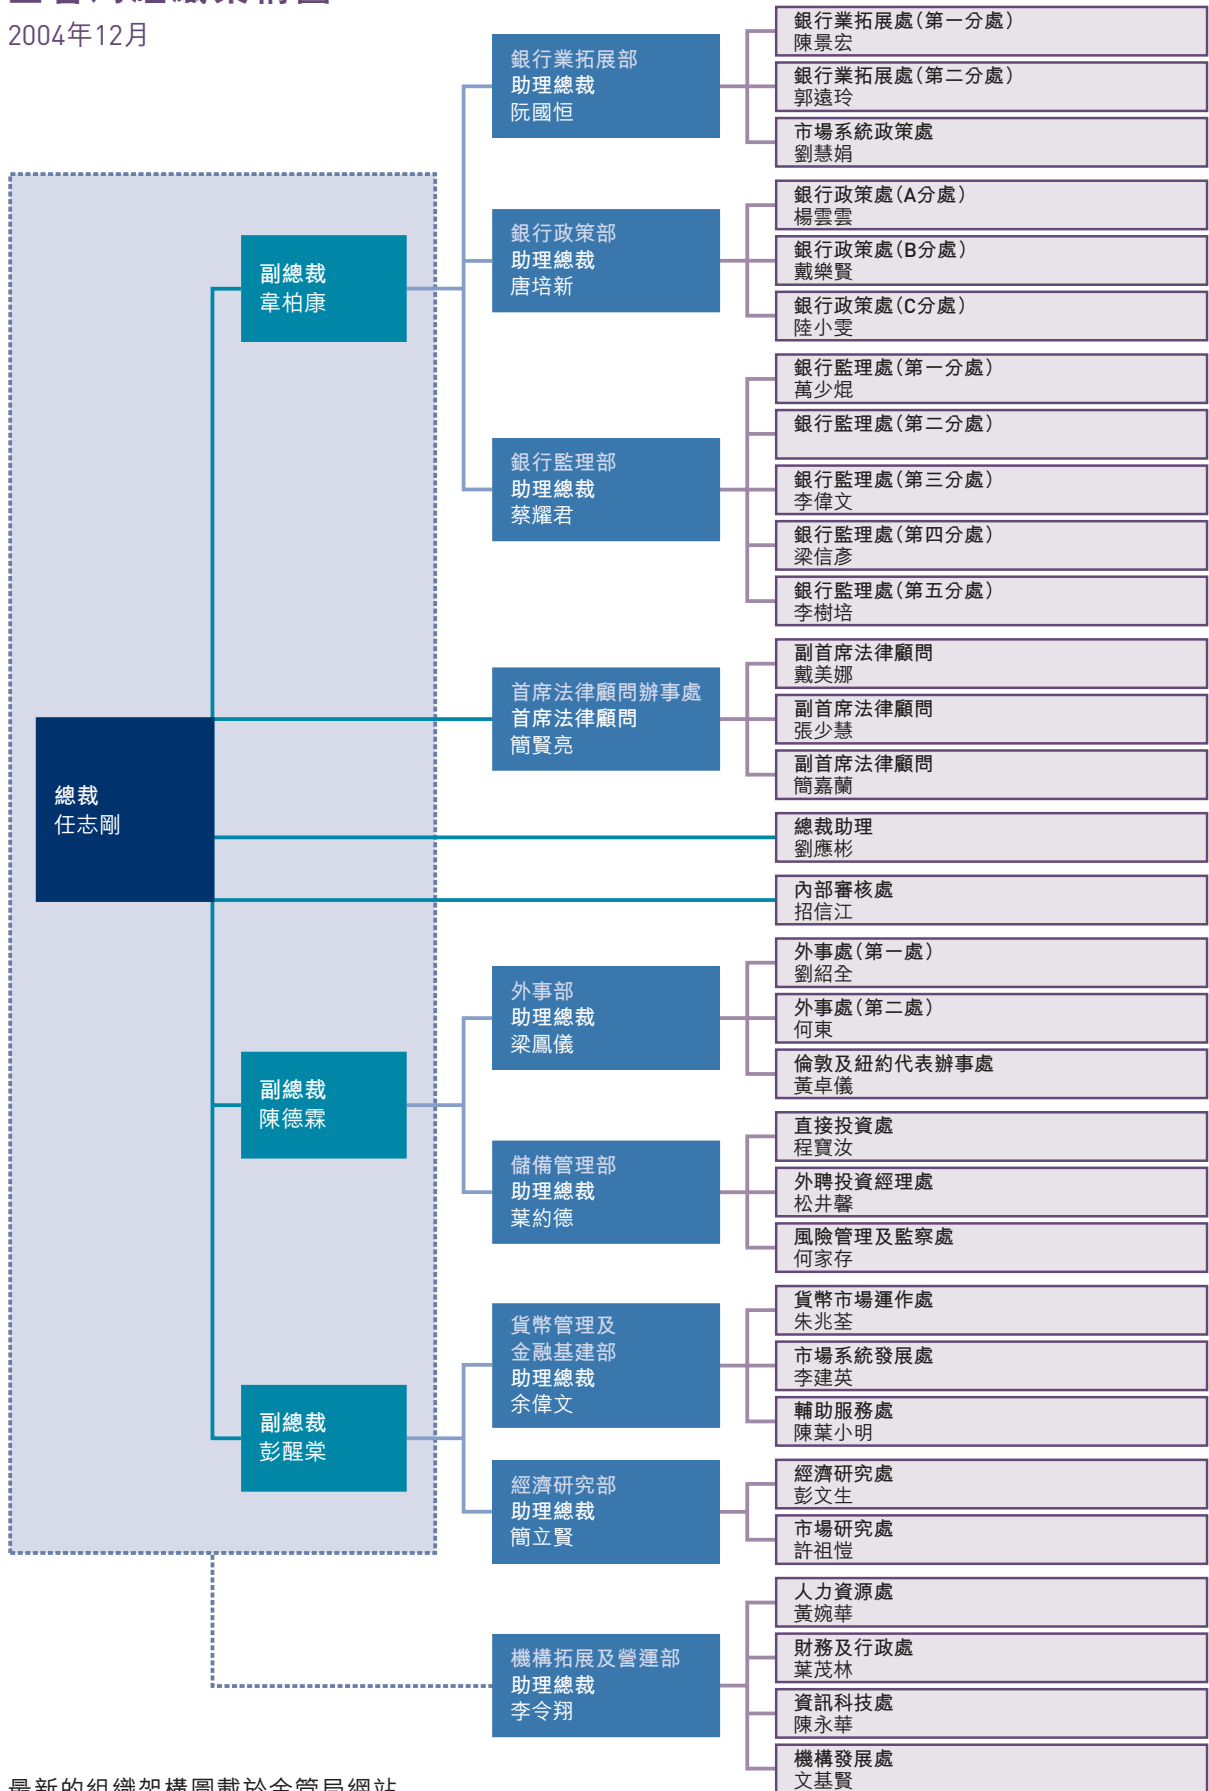 2004年12月
銀行業拓展部
助理總裁
阮國恒
銀行業拓展處(第一分處)
陳景宏
銀行業拓展處(第二分處)
郭遠玲
市場系統政策處
劉慧娟
副總裁
韋柏康
銀行政策部
助理總裁
唐培新
銀行政策處(A分處)
楊雲雲
銀行政策處(B分處)
戴樂賢
銀行政策處(C分處)
陸小雯
銀行監理部
助理總裁
蔡耀君
銀行監理處(第一分處)
萬少焜
銀行監理處(第二分處)
銀行監理處(第三分處)
李偉文
銀行監理處(第四分處)
梁信彥
銀行監理處(第五分處)
李樹培
首席法律顧問辦事處
首席法律顧問
簡賢亮
副首席法律顧問
戴美娜
副首席法律顧問
張少慧
副首席法律顧問
簡嘉蘭
總裁
任志剛
總裁助理
劉應彬
內部審核處
招信江
副總裁
陳德霖
外事部
助理總裁
梁鳳儀
外事處(第一處)
劉紹全
外事處(第二處)
何東
倫敦及紐約代表辦事處
黃卓儀
儲備管理部
助理總裁
葉約德
直接投資處
程寶汝
外聘投資經理處
松井馨
風險管理及監察處
何家存
副總裁
彭醒棠
貨幣管理及
金融基建部
助理總裁
余偉文
貨幣市場運作處
朱兆荃
市場系統發展處
李建英
輔助服務處
陳葉小明
經濟研究部
助理總裁
簡立賢
經濟研究處
彭文生
市場研究處
許祖愷
機構拓展及營運部
助理總裁
李令翔
人力資源處
黃婉華
財務及行政處
葉茂林
資訊科技處
陳永華
機構發展處
文基賢
最新的組織架構圖載於金管局網站